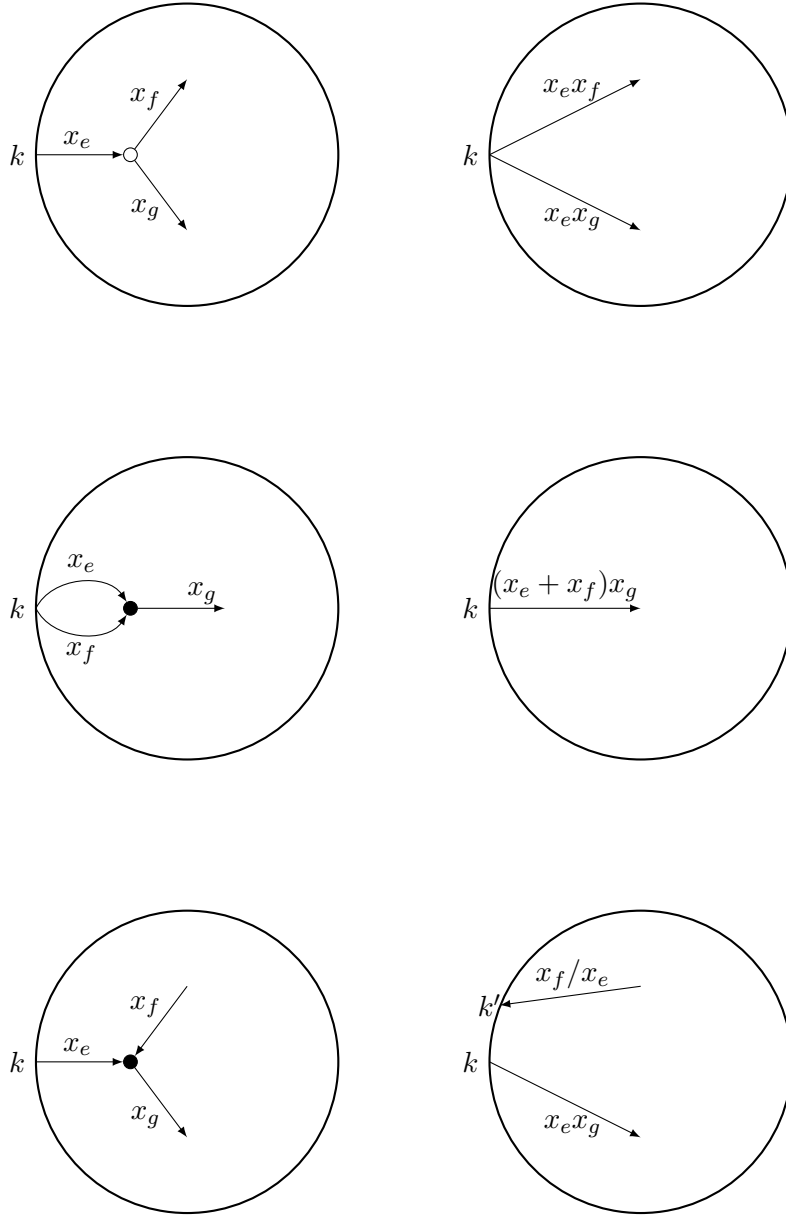 x_f
x_e
k
x_g
x_e x_f
k
x_e x_g
x_e
x_g
k
x_f
(x_e + x_f)x_g
k
x_f
x_e
k
x_g
x_f/x_e
k'
k
x_e x_g